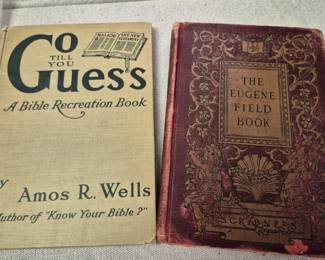 Go
TILL
YOU
Guess
A Bible Recreation Book
by
Amos R. Wells
Author of "Know Your Bible?"
THE
EUGENE
FIELD
BOOK
SCRIBNERS